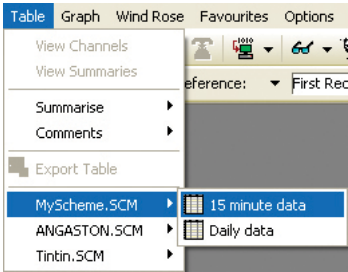 Table Graph Wind Rose Favourites Options
View Channels
View Summaries
eference: First Rec
Summarise
Comments
Export Table
MyScheme.SCM 15 minute data
ANGASTON.SCM Daily data
Tintin.SCM